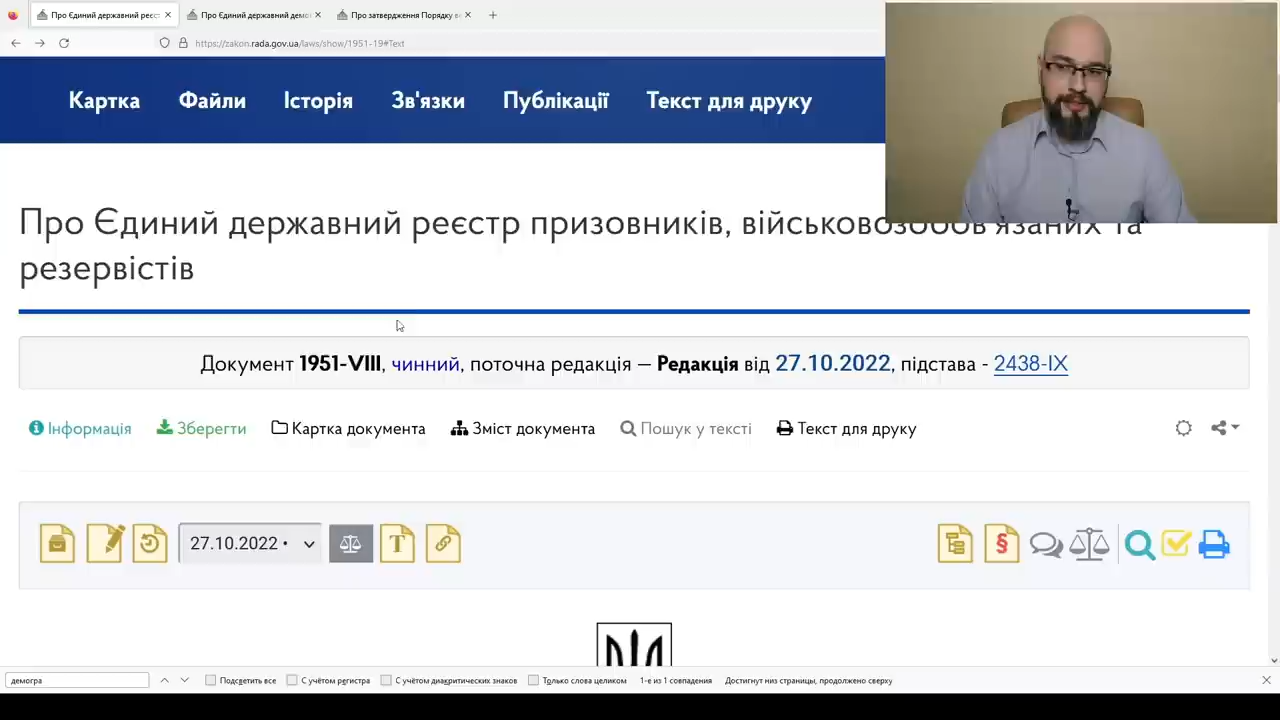 Про Єдиний державний реєст
Про Єдиний державний демо
Про затвердження Порядку в
https://zakon.rada.gov.ua/laws/show/1951-19#Text
Картка Файли Історія Зв'язки Публікації Текст для друку
Про Єдиний державний реєстр призовників, військовозобов'язаних та
резервістів
Документ 1951-VIII, чинний, поточна редакція — Редакція від 27.10.2022, підстава - 2438-IX
Інформація Зберегти Картка документа Зміст документа Пошук у тексті Текст для друку
27.10.2022 •
демогра Подсветить все С учётом регистра С учётом диакритических знаков Только слова целиком 1-е из 1 совпадения Достигнут низ страницы, продолжено сверху